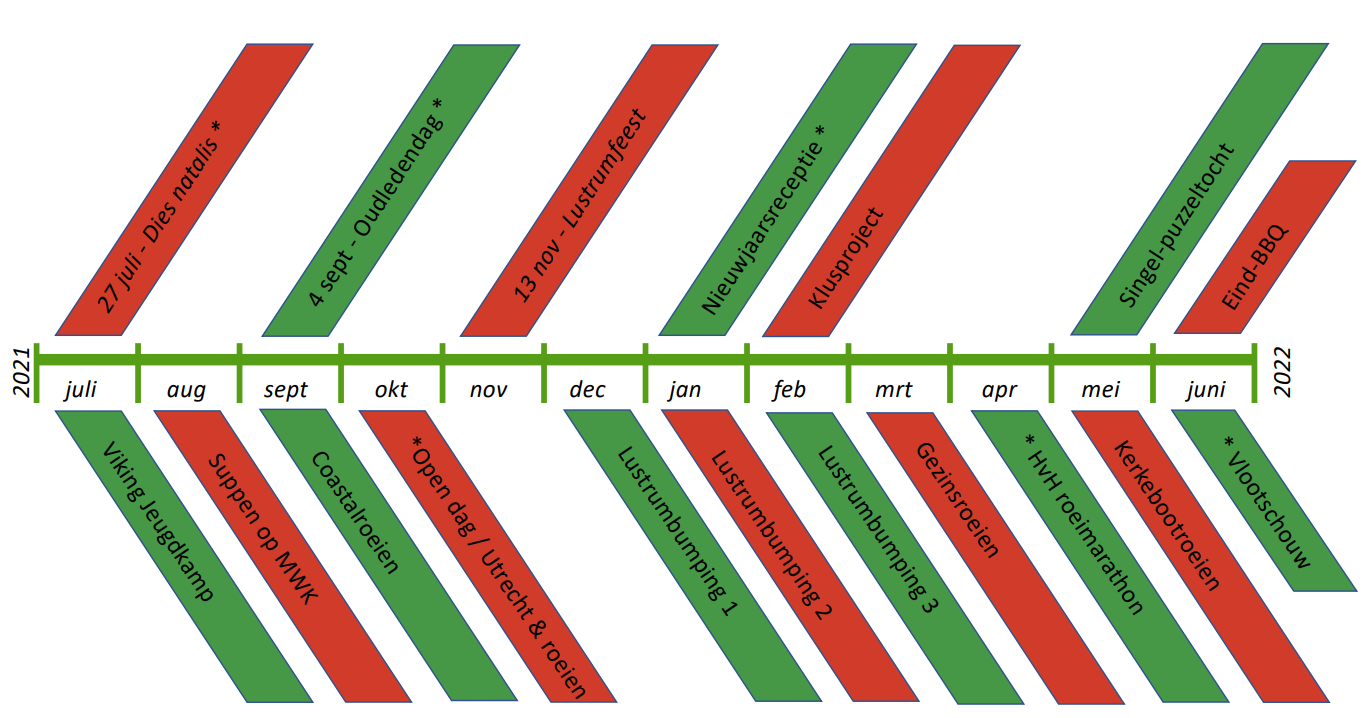 27 juli - Dies natalis *
4 sept - Oudledendag *
13 nov - Lustrumfeest
Nieuwjaarsreceptie *
Klusproject
Singel-puzzeltocht
Eind-BBQ
2021
juli
aug
sept
okt
nov
dec
jan
feb
mrt
apr
mei
juni
2022
Viking Jeugdkamp
Suppen op MWK
Coastalroeien
*Open dag / Utrecht & roeien
Lustrumbumping 1
Lustrumbumping 2
Lustrumbumping 3
Gezinsroeien
* HvH roeimarathon
Kerkebootroeien
* Vlootschouw